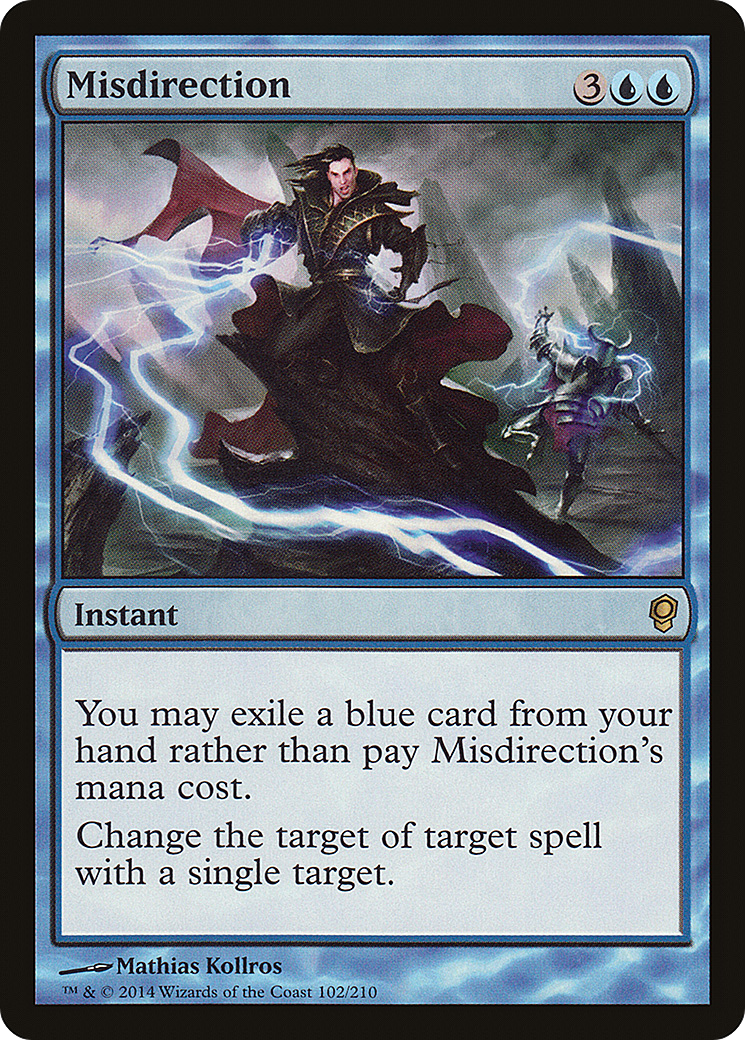 Misdirection 3
Instant
You may exile a blue card from your
hand rather than pay Misdirection's
mana cost.
Change the target of target spell
with a single target.
Mathias Kollros
™ & © 2014 Wizards of the Coast 102/210